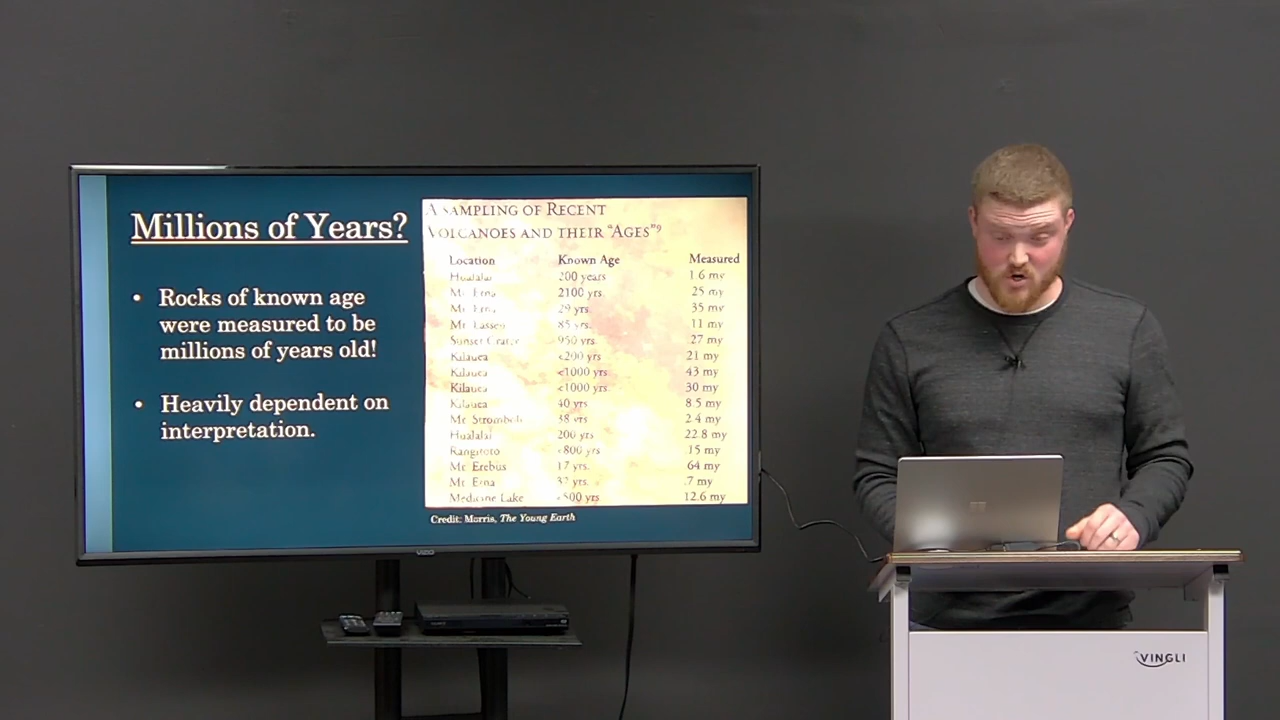 Millions of Years?
• Rocks of known age
were measured to be
millions of years old!
• Heavily dependent on
interpretation.
A SAMPLING OF RECENT
VOLCANOES AND THEIR "AGES"?
Location Known Age Measured
Hualalai 200 years 1.6 my
Mt. Etna 2100 yrs. 25 my
Mt. Etna 29 yrs. 35 my
Mt. Lassen 85 yrs. 11 my
Sunset Crater 950 yrs. .27 my
Kilauea <200 yrs 21 my
Kilauea <1000 yrs 43 my
Kilauea <1000 yrs 30 my
Kilauea 40 yrs 8.5 my
Mt. Stromboli 38 yrs 2.4 my
Hualalai 200 yrs 22.8 my
Rangitoto <800 yrs .15 my
Mt. Erebus 17 yrs. .64 my
Mt. Etna yrs. .7 my
Medicine Lake <500 yrs 12.6 my
Credit: Morris, The Young Earth
VIZIO
VINGLI